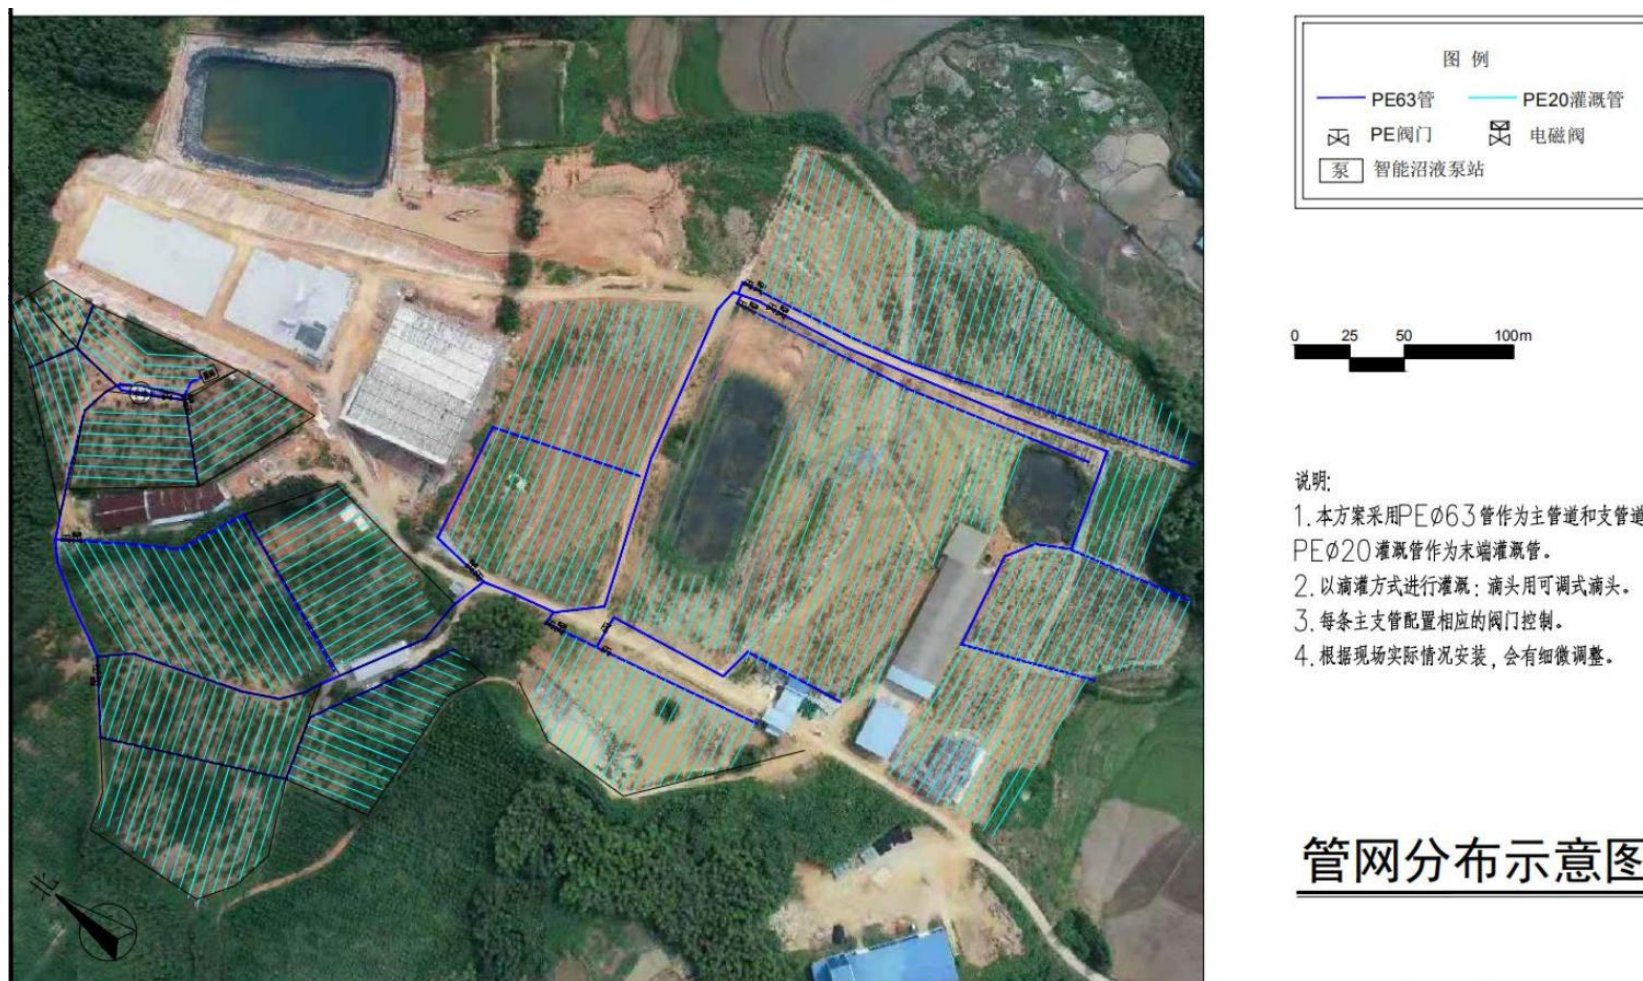 图 例
PE63管 PE20灌溉管
PE阀门 电磁阀
泵 智能沼液泵站
0 25 50 100m
说明:
1.本方案采用PEØ63管作为主管道和支管道
PEØ20灌溉管作为末端灌溉管。
2.以滴灌方式进行灌溉;滴头用可调式滴头。
3.每条主支管配置相应的阀门控制。
4.根据现场实际情况安装,会有细微调整。
管网分布示意图
北